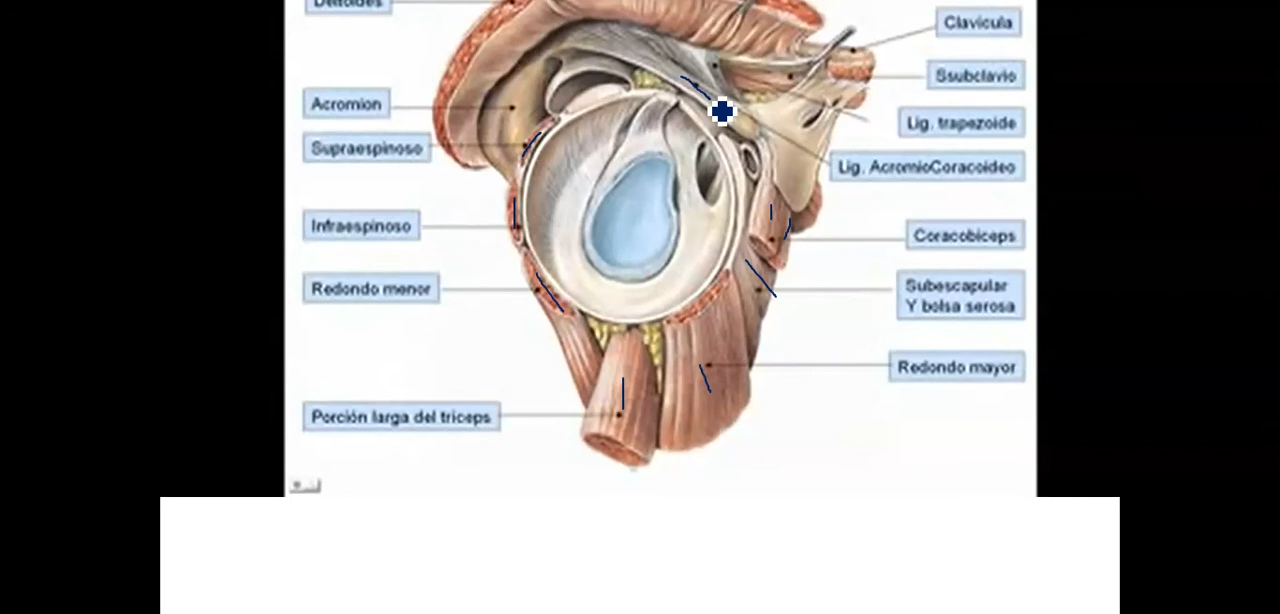 Deltoides
Clavicula
Ssubclavio
Acromion
Lig. trapezoide
Supraespinoso
Lig. AcromioCoracoideo
Infraespinoso
Coracobiceps
Redondo menor
Subescapular
Y bolsa serosa
Redondo mayor
Porción larga del triceps